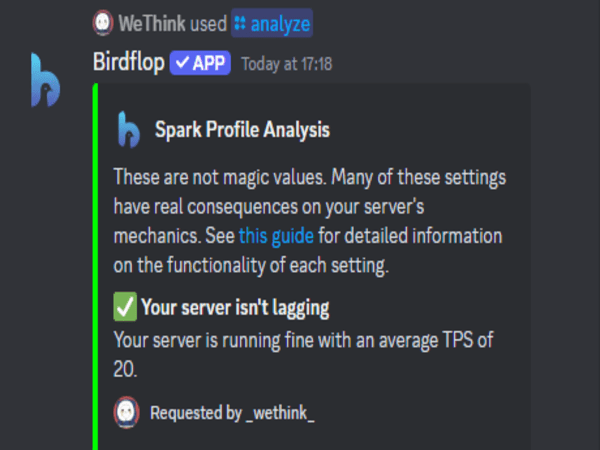 WeThink used analyze
Birdflop ✓ APP Today at 17:18
Spark Profile Analysis
These are not magic values. Many of these settings
have real consequences on your server's
mechanics. See this guide for detailed information
on the functionality of each setting.
✅ Your server isn't lagging
Your server is running fine with an average TPS of
20.
Requested by _wethink_